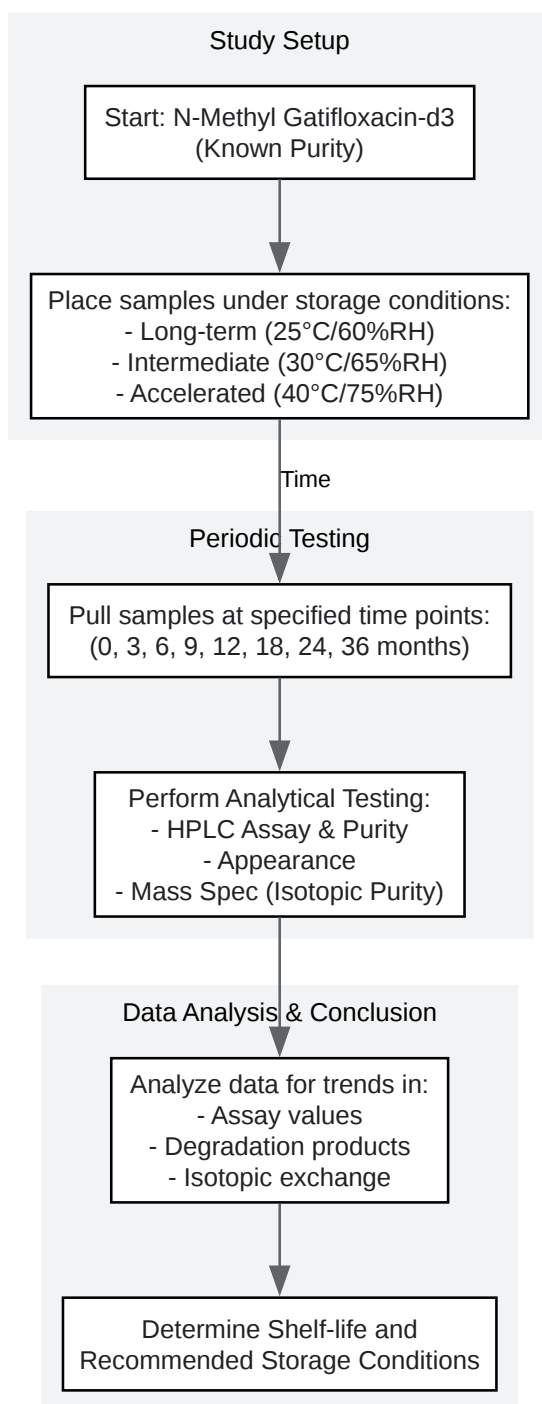 Study Setup
Start: N-Methyl Gatifloxacin-d3
(Known Purity)
Place samples under storage conditions:
- Long-term (25°C/60%RH)
- Intermediate (30°C/65%RH)
- Accelerated (40°C/75%RH)
Time
Periodic Testing
Pull samples at specified time points:
(0, 3, 6, 9, 12, 18, 24, 36 months)
Perform Analytical Testing:
- HPLC Assay & Purity
- Appearance
- Mass Spec (Isotopic Purity)
Data Analysis & Conclusion
Analyze data for trends in:
- Assay values
- Degradation products
- Isotopic exchange
Determine Shelf-life and
Recommended Storage Conditions